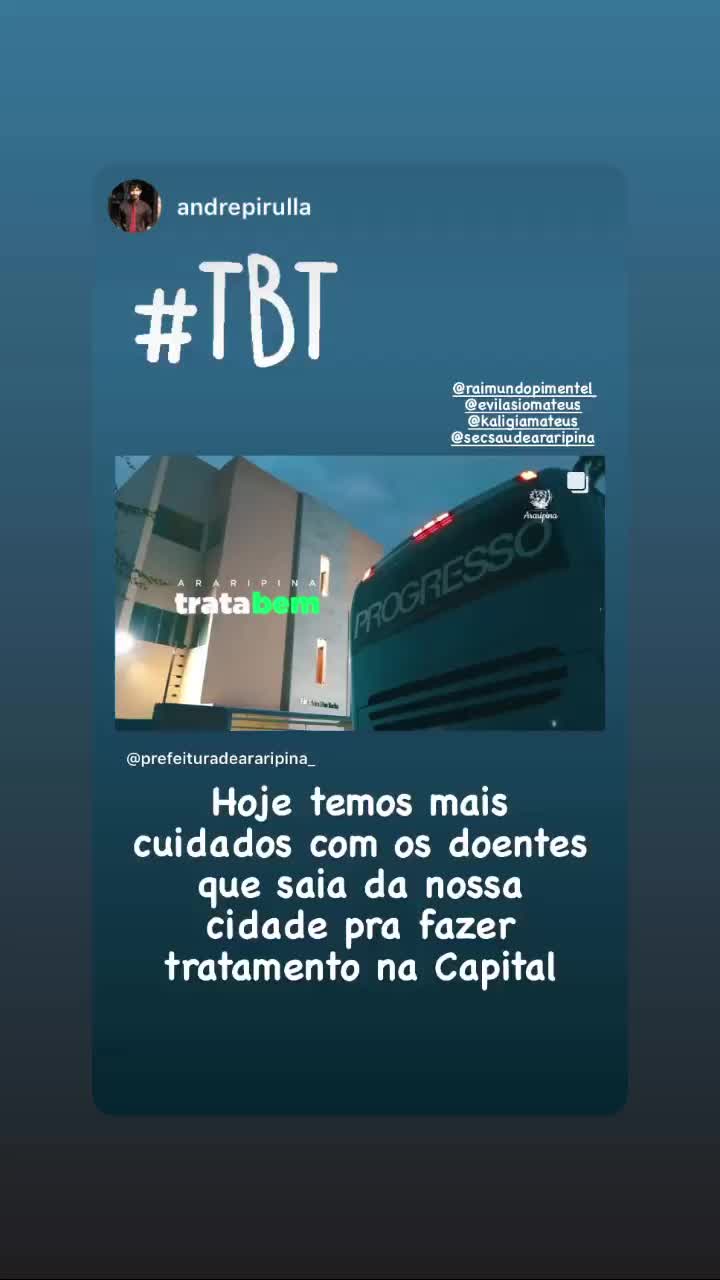 andrepirulla
#TBT
@raimundopimentel
@evilasiomateus
@kaligiamateus
@secsaudeararipina
Araripina
ARARIPINA
tratabem
PROGRESSO
@prefeituradeararipina_
Hoje temos mais
cuidados com os doentes
que saia da nossa
cidade pra fazer
tratamento na Capital